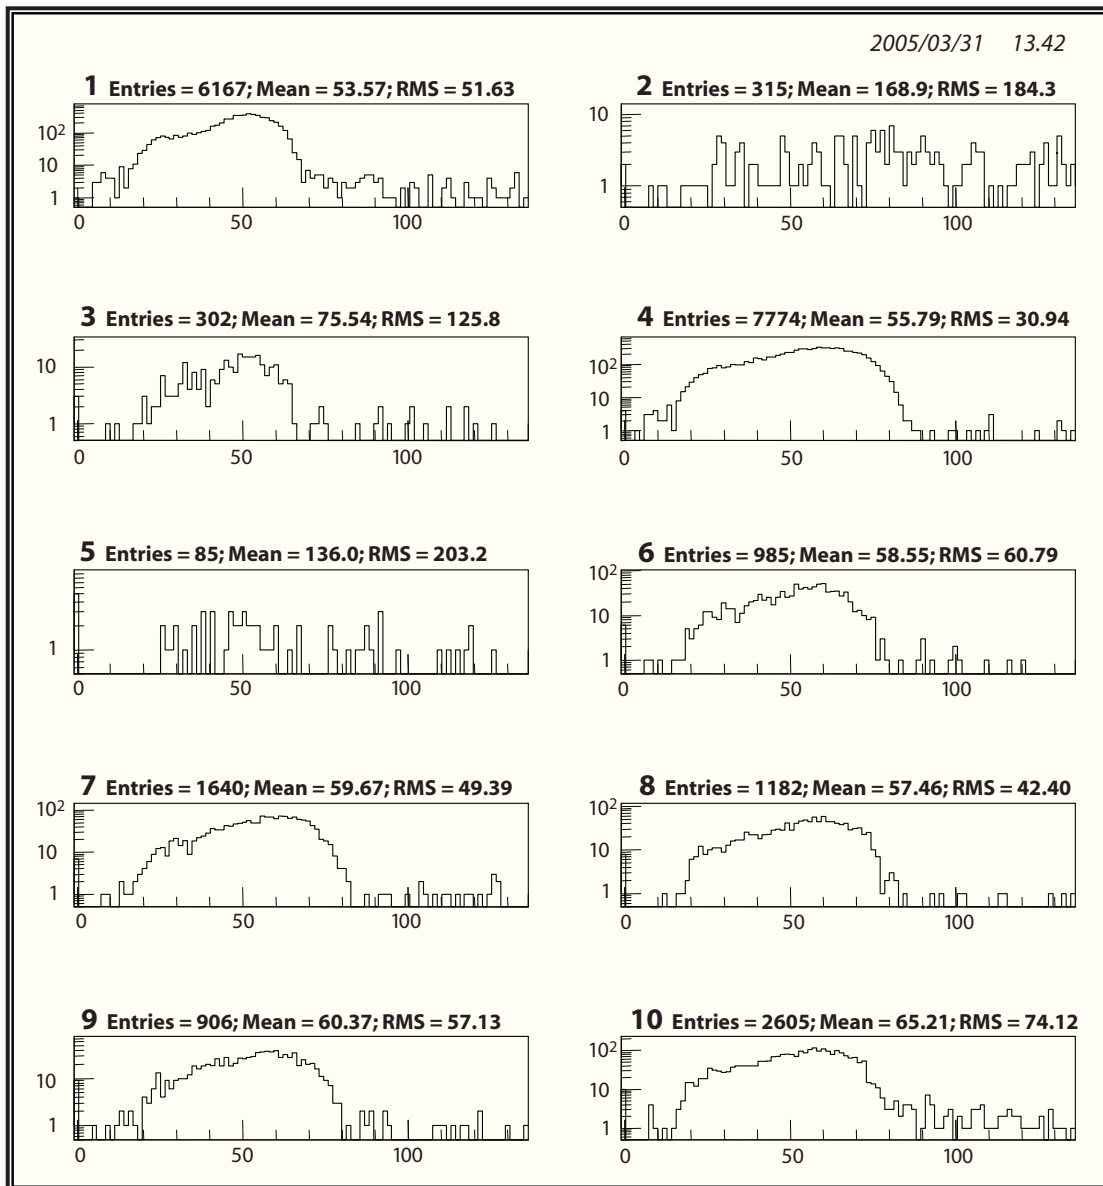 2005/03/31 13.42
1 Entries = 6167; Mean = 53.57; RMS = 51.63
10²
10
1
0 50 100
2 Entries = 315; Mean = 168.9; RMS = 184.3
10
1
0 50 100
3 Entries = 302; Mean = 75.54; RMS = 125.8
10
1
0 50 100
4 Entries = 7774; Mean = 55.79; RMS = 30.94
10²
10
1
0 50 100
5 Entries = 85; Mean = 136.0; RMS = 203.2
1
0 50 100
6 Entries = 985; Mean = 58.55; RMS = 60.79
10²
10
1
0 50 100
7 Entries = 1640; Mean = 59.67; RMS = 49.39
10²
10
1
0 50 100
8 Entries = 1182; Mean = 57.46; RMS = 42.40
10²
10
1
0 50 100
9 Entries = 906; Mean = 60.37; RMS = 57.13
10
1
0 50 100
10 Entries = 2605; Mean = 65.21; RMS = 74.12
10²
10
1
0 50 100